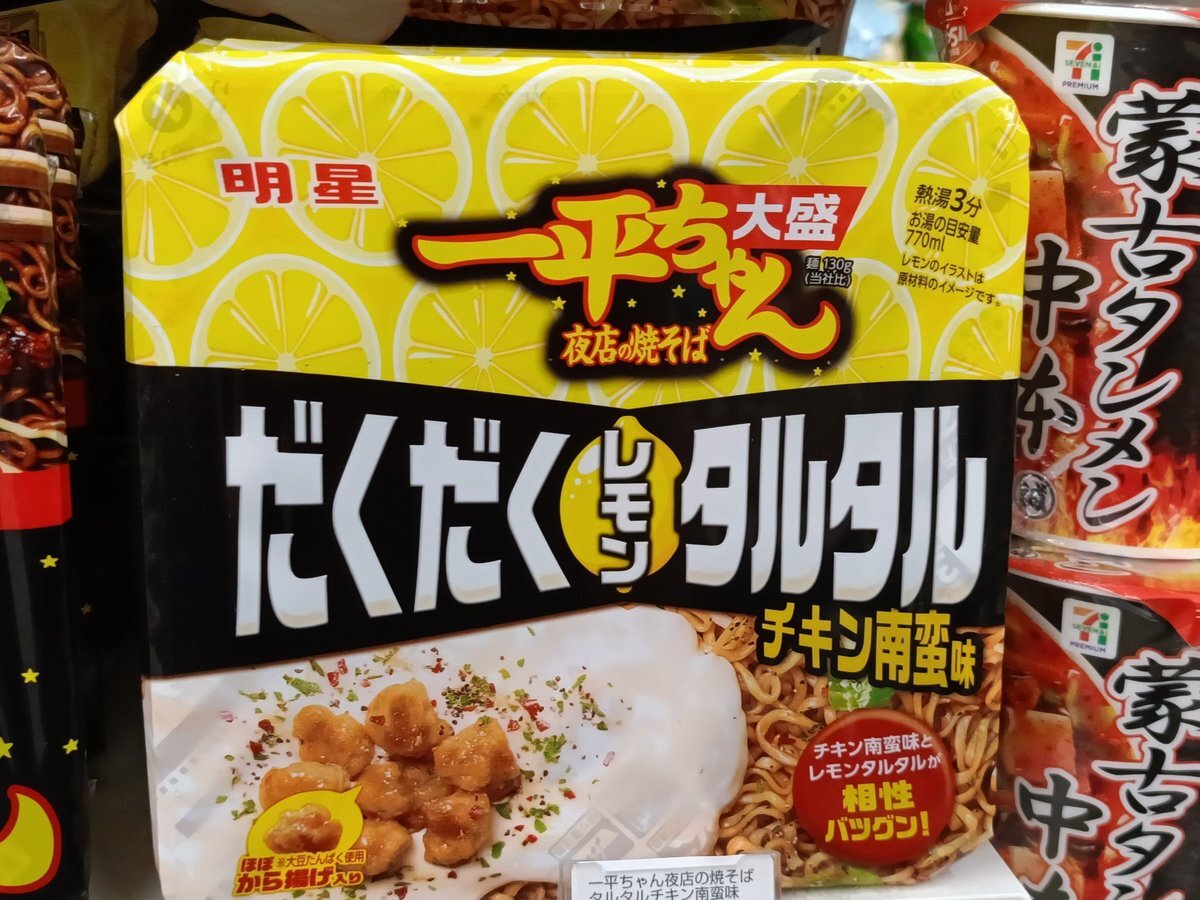 明星
一平ちゃん
大盛
麺130g
(当社比)
夜店の焼そば
熱湯3分
お湯の目安量
770ml
レモンのイラストは
原材料のイメージです。
だくだく
レモン
タルタル
チキン南蛮味
チキン南蛮味と
レモンタルタルが
相性
バツグン!
ほぼ
※大豆たんぱく使用
から揚げ入り
一平ちゃん夜店の焼そば
タルタルチキン南蛮味
SEVEN & i
PREMIUM
蒙古タンメン
中本
SEVEN & i
PREMIUM
蒙古タ
中